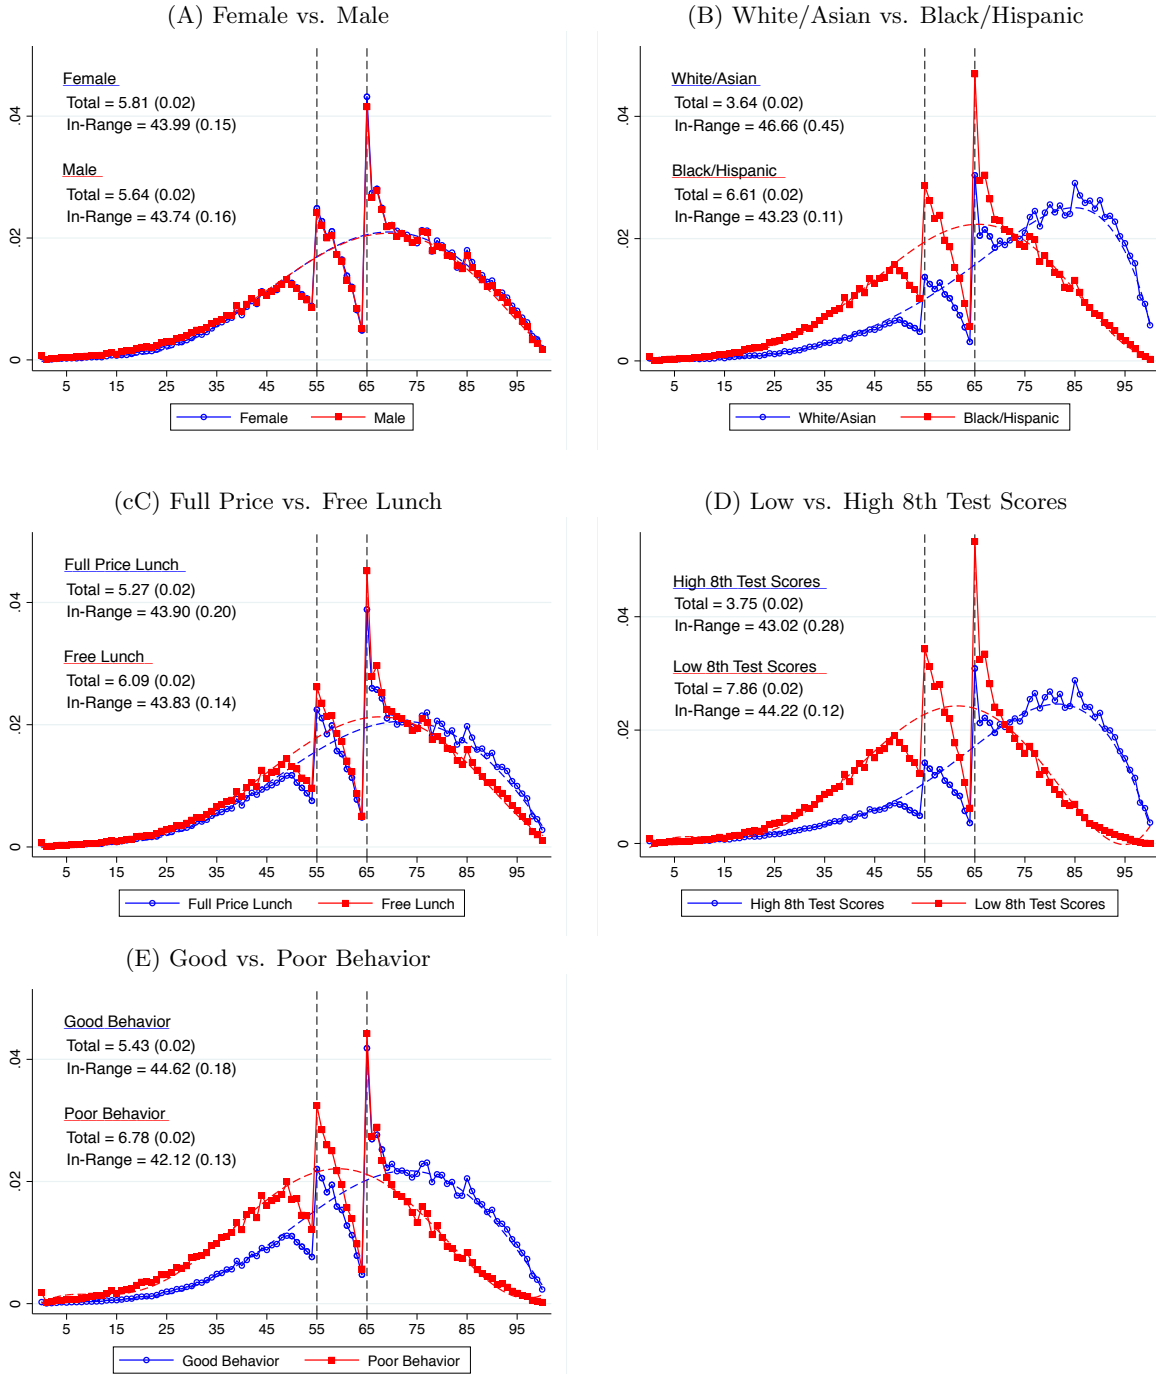 (A) Female vs. Male
Female
Total = 5.81 (0.02)
In-Range = 43.99 (0.15)
Male
Total = 5.64 (0.02)
In-Range = 43.74 (0.16)
.04
.02
0
5 15 25 35 45 55 65 75 85 95
Female Male
(B) White/Asian vs. Black/Hispanic
White/Asian
Total = 3.64 (0.02)
In-Range = 46.66 (0.45)
Black/Hispanic
Total = 6.61 (0.02)
In-Range = 43.23 (0.11)
.04
.02
0
5 15 25 35 45 55 65 75 85 95
White/Asian Black/Hispanic
(cC) Full Price vs. Free Lunch
Full Price Lunch
Total = 5.27 (0.02)
In-Range = 43.90 (0.20)
Free Lunch
Total = 6.09 (0.02)
In-Range = 43.83 (0.14)
.04
.02
0
5 15 25 35 45 55 65 75 85 95
Full Price Lunch Free Lunch
(D) Low vs. High 8th Test Scores
High 8th Test Scores
Total = 3.75 (0.02)
In-Range = 43.02 (0.28)
Low 8th Test Scores
Total = 7.86 (0.02)
In-Range = 44.22 (0.12)
.04
.02
0
5 15 25 35 45 55 65 75 85 95
High 8th Test Scores Low 8th Test Scores
(E) Good vs. Poor Behavior
Good Behavior
Total = 5.43 (0.02)
In-Range = 44.62 (0.18)
Poor Behavior
Total = 6.78 (0.02)
In-Range = 42.12 (0.13)
.04
.02
0
5 15 25 35 45 55 65 75 85 95
Good Behavior Poor Behavior